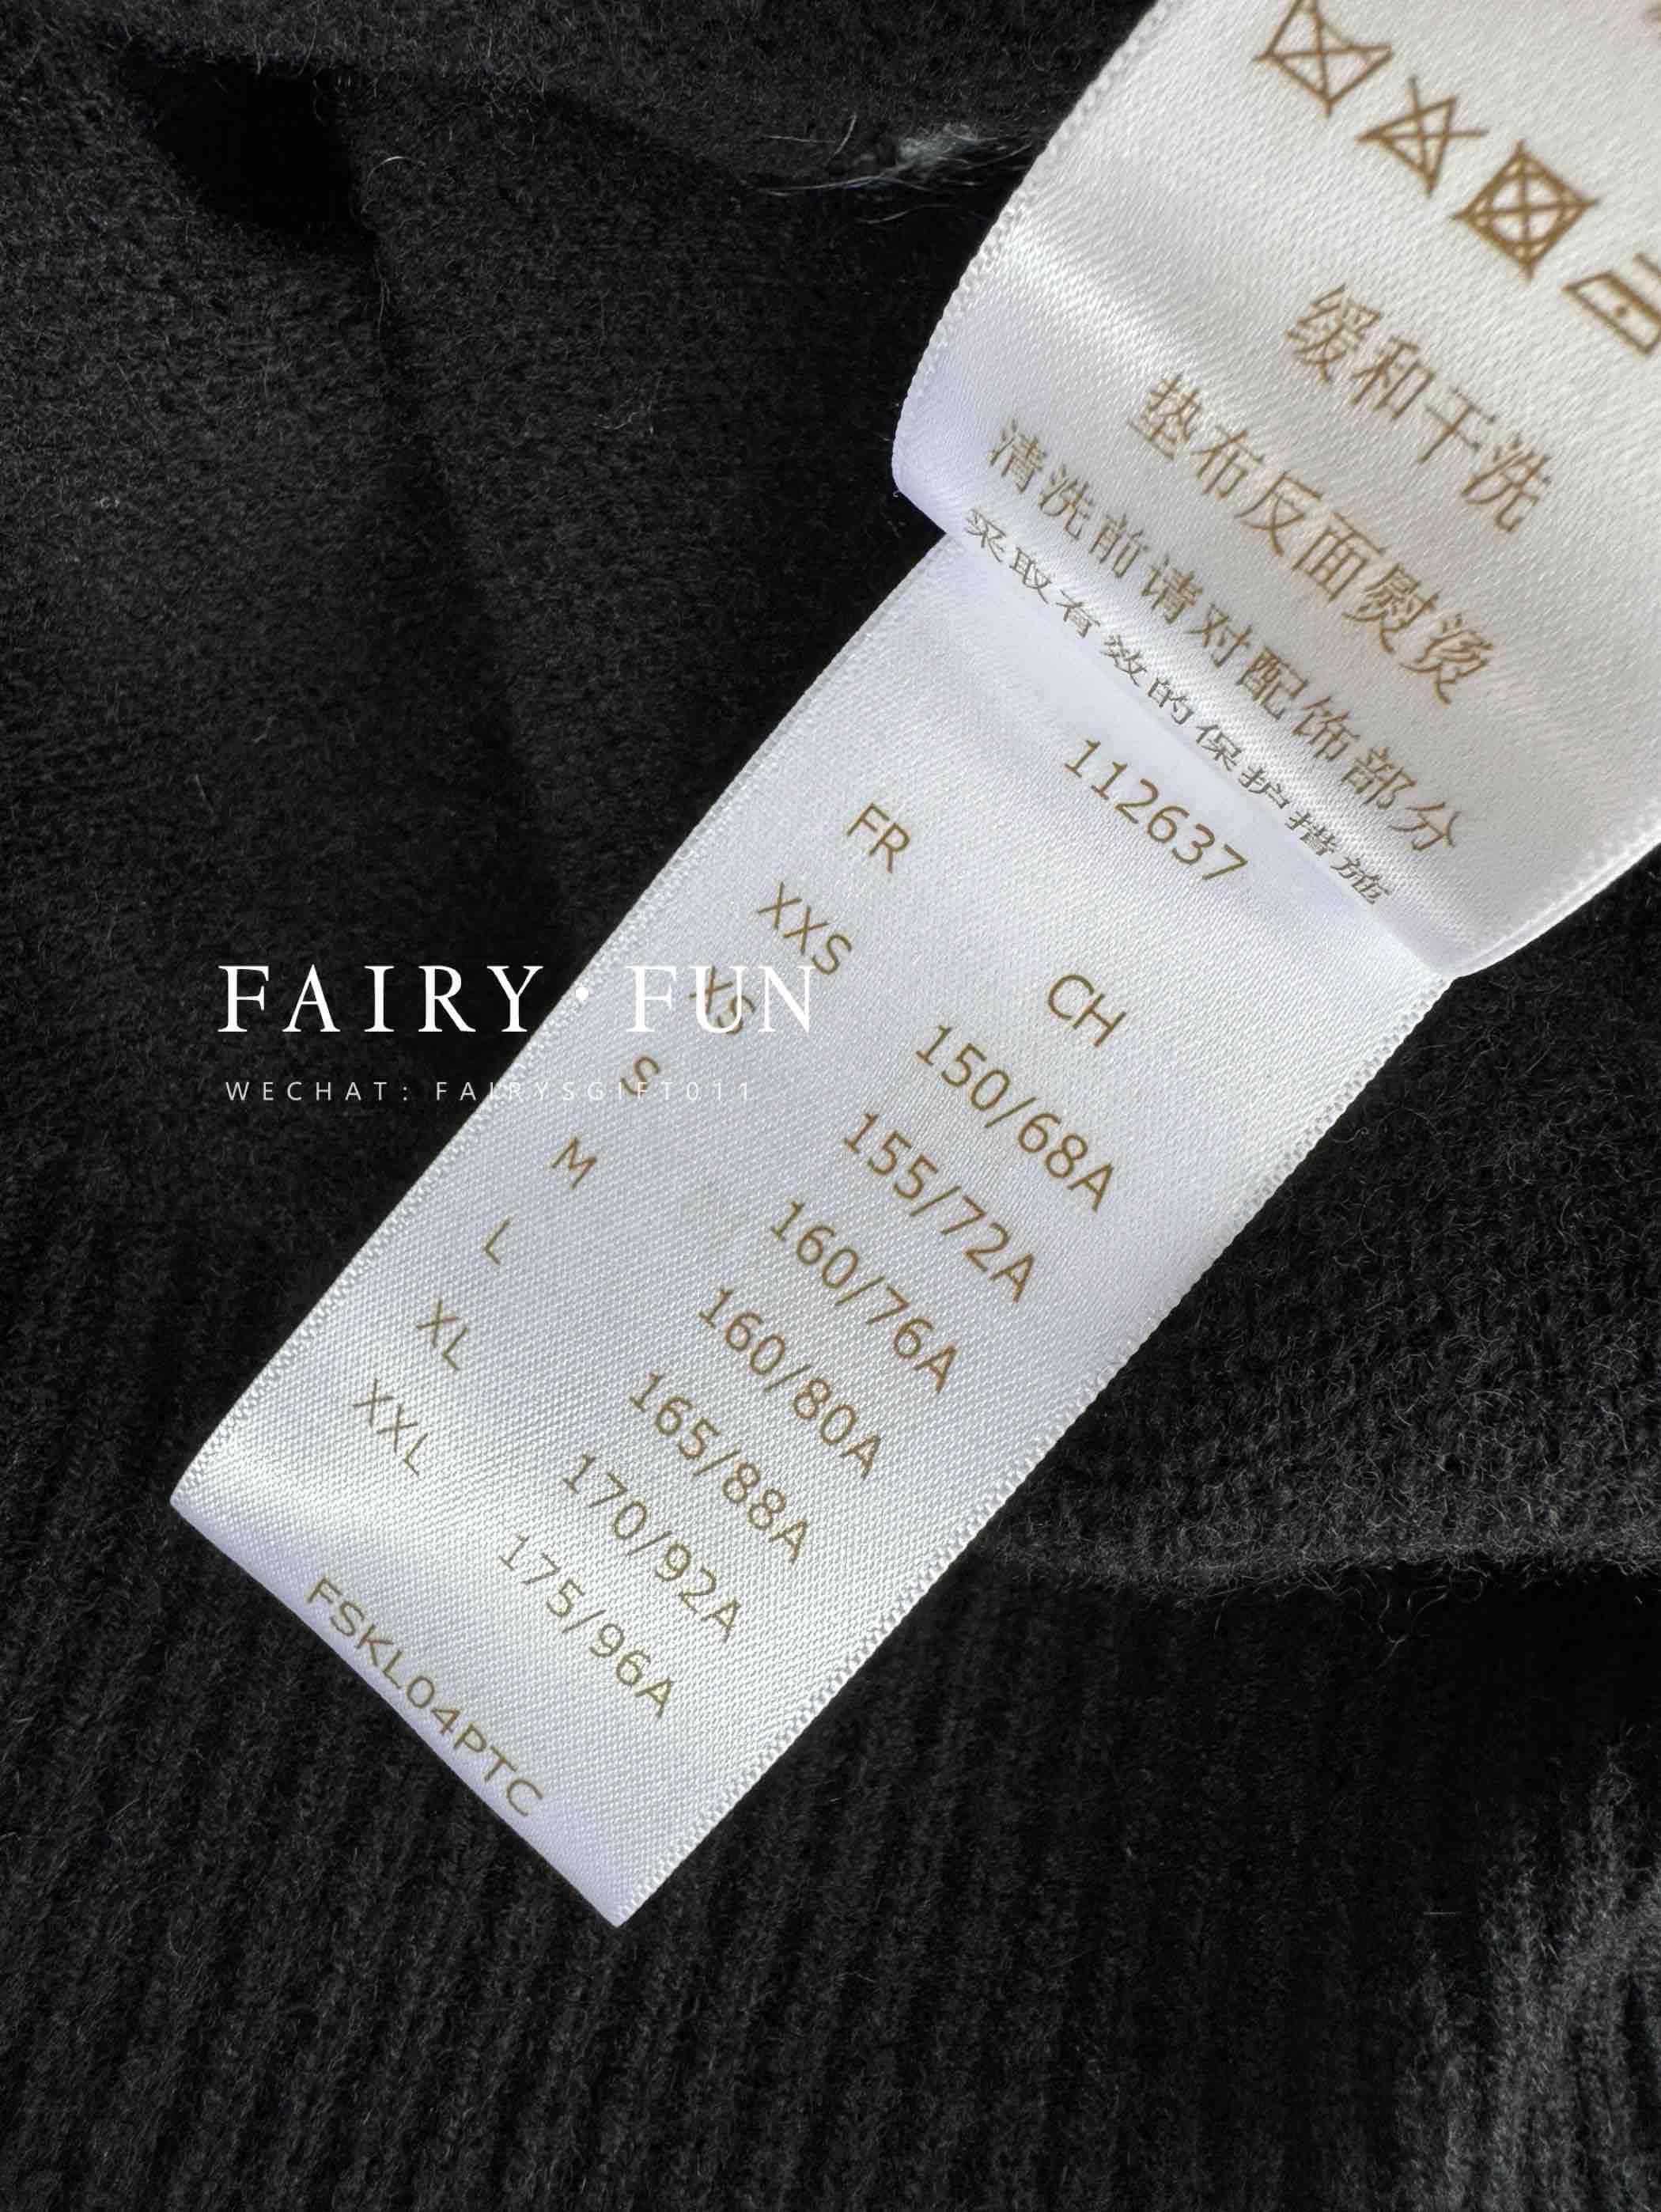 缓和干洗
垫布反面熨烫
清洗前请对配饰部分
采取有效的保护措施
112637
FR CH
XXS 150/68A
XS 155/72A
S 160/76A
M 160/80A
L 165/88A
XL 170/92A
XXL 175/96A
FSKL04PTC
FAIRY·FUN
WECHAT: FAIRYSGIFT011